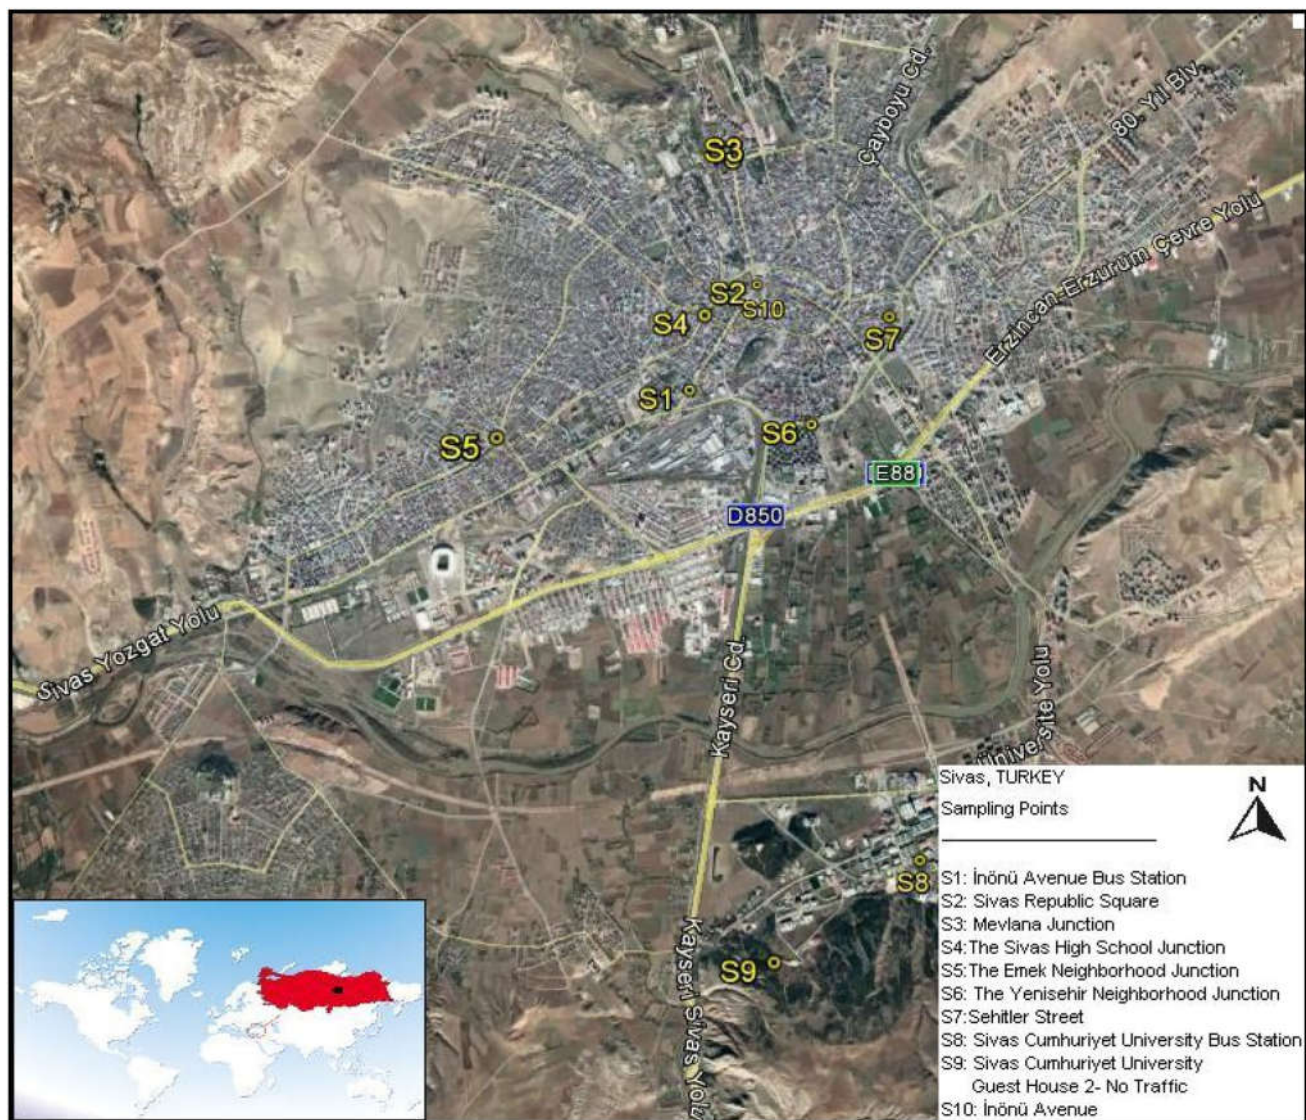 Çayboyu Cd.
80. Yıl Blv.
S3
Erzincan-Erzurum Çevre Yolu
S2
S10
S4
S7
S1
S6
S5
E88
D850
Sivas Yozgat Yolu
Kayseri Cd.
Üniversite Yolu
S8
S9
Kayseri Sivas Yolu
Sivas, TURKEY
N
Sampling Points
S1: İnönü Avenue Bus Station
S2: Sivas Republic Square
S3: Mevlana Junction
S4:The Sivas High School Junction
S5:The Emek Neighborhood Junction
S6: The Yenisehir Neighborhood Junction
S7:Sehitler Street
S8: Sivas Cumhuriyet University Bus Station
S9: Sivas Cumhuriyet University
Guest House 2- No Traffic
S10: İnönü Avenue